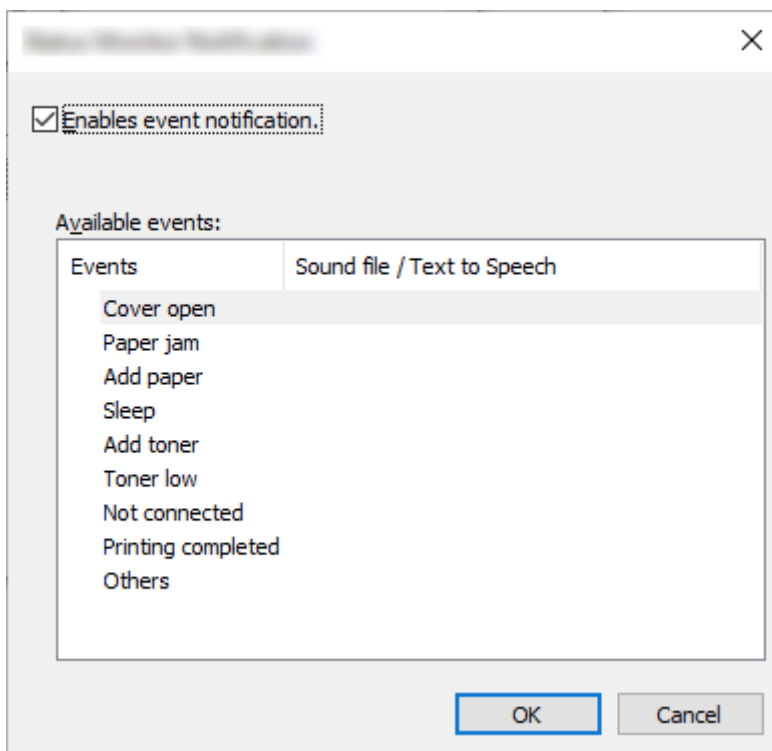 Enables event notification.
Available events:
Events Sound file / Text to Speech
Cover open
Paper jam
Add paper
Sleep
Add toner
Toner low
Not connected
Printing completed
Others
OK Cancel